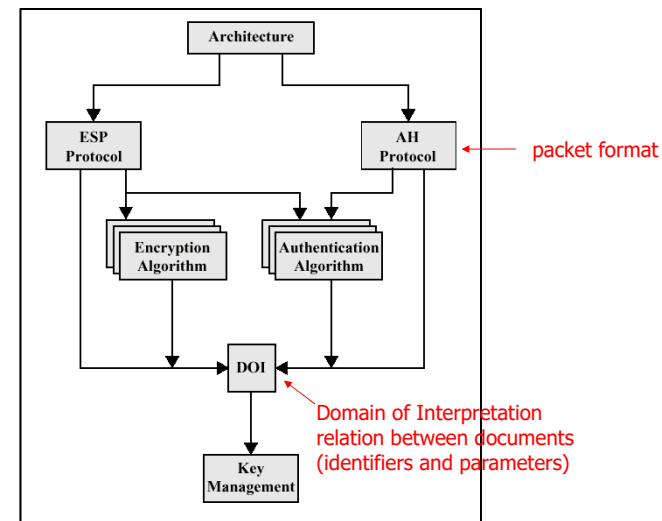 Architecture
ESP
Protocol
AH
Protocol
packet format
Encryption
Algorithm
Authentication
Algorithm
DOI
Domain of Interpretation
relation between documents
(identifiers and parameters)
Key
Management